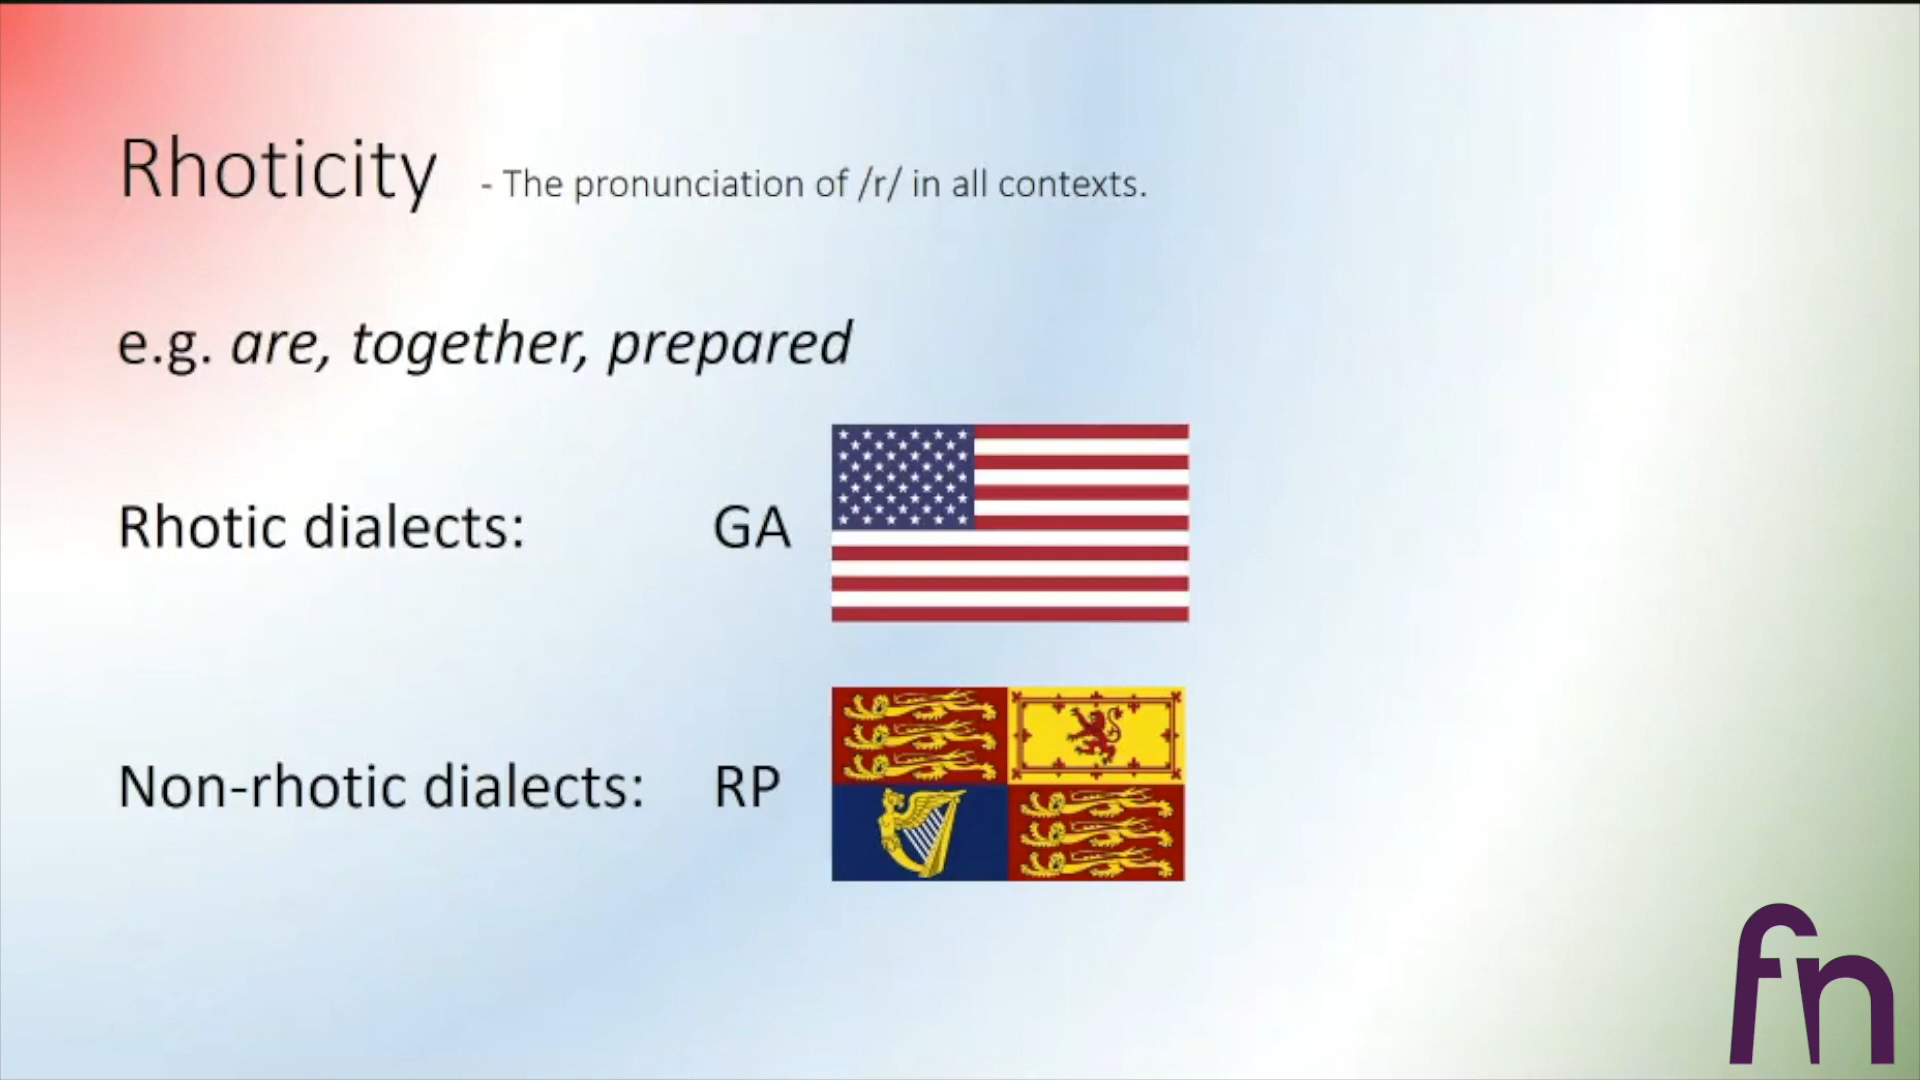 Rhoticity - The pronunciation of /r/ in all contexts.
e.g. are, together, prepared
Rhotic dialects: GA
Non-rhotic dialects: RP
fn